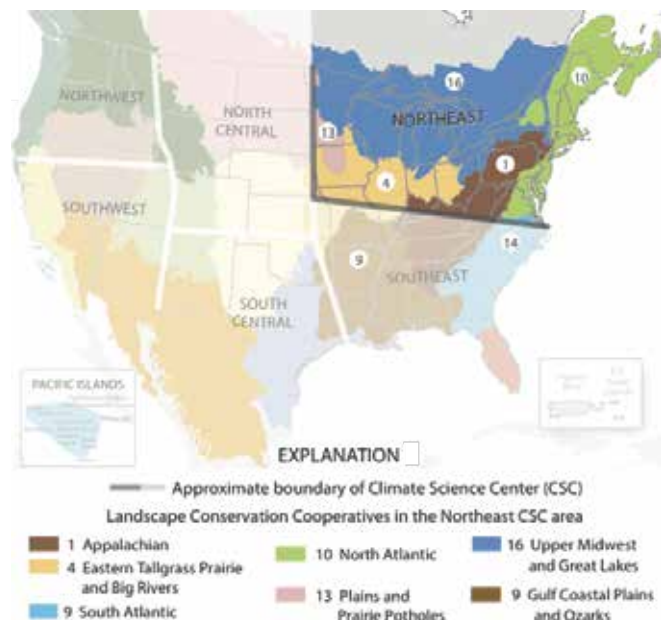 NORTHWEST
NORTH
CENTRAL
16
10
NORTHEAST
13
1
4
SOUTHWEST
14
9
SOUTHEAST
SOUTH
CENTRAL
PACIFIC ISLANDS
EXPLANATION
Approximate boundary of Climate Science Center (CSC)
Landscape Conservation Cooperatives in the Northeast CSC area
1 Appalachian
4 Eastern Tallgrass Prairie
and Big Rivers
9 South Atlantic
10 North Atlantic
13 Plains and
Prairie Potholes
16 Upper Midwest
and Great Lakes
9 Gulf Coastal Plains
and Ozarks